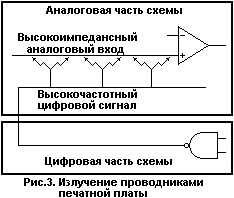 Аналоговая часть схемы
Высокоимпедансный
аналоговый вход
Высокочастотный
цифровой сигнал
Цифровая часть схемы
Рис.3. Излучение проводниками
печатной платы